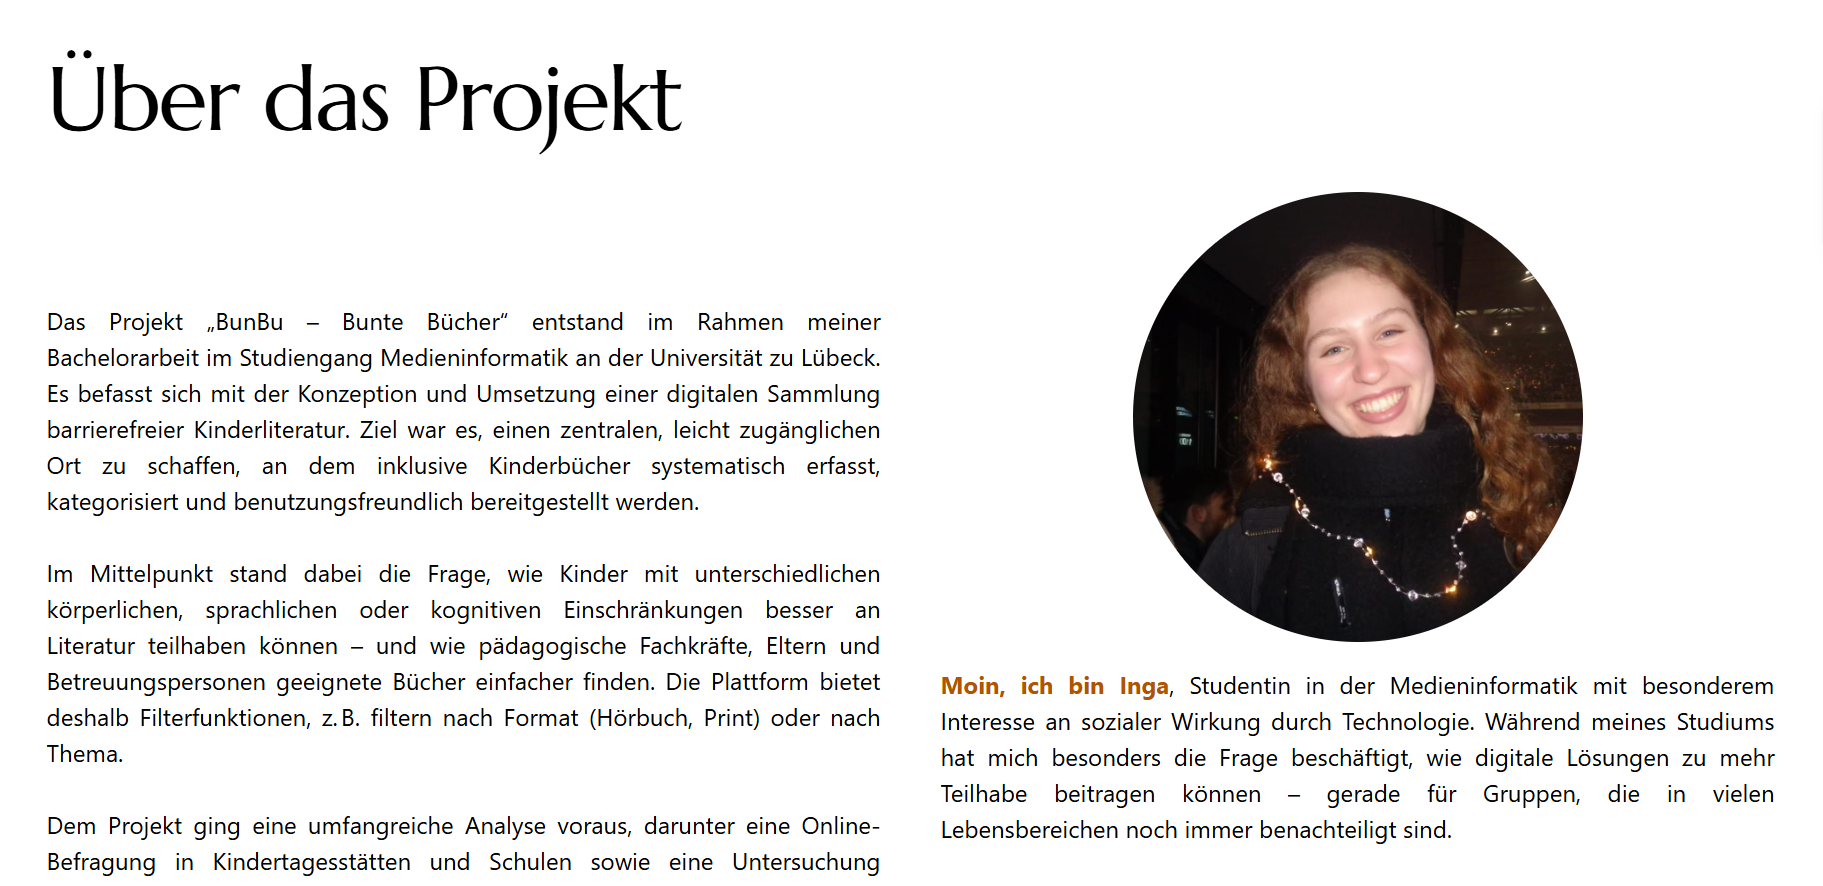 Über das Projekt
Das Projekt „BunBu – Bunte Bücher“ entstand im Rahmen meiner
Bachelorarbeit im Studiengang Medieninformatik an der Universität zu Lübeck.
Es befasst sich mit der Konzeption und Umsetzung einer digitalen Sammlung
barrierefreier Kinderliteratur. Ziel war es, einen zentralen, leicht zugänglichen
Ort zu schaffen, an dem inklusive Kinderbücher systematisch erfasst,
kategorisiert und benutzungsfreundlich bereitgestellt werden.
Im Mittelpunkt stand dabei die Frage, wie Kinder mit unterschiedlichen
körperlichen, sprachlichen oder kognitiven Einschränkungen besser an
Literatur teilhaben können – und wie pädagogische Fachkräfte, Eltern und
Betreuungspersonen geeignete Bücher einfacher finden. Die Plattform bietet
deshalb Filterfunktionen, z. B. filtern nach Format (Hörbuch, Print) oder nach
Thema.
Dem Projekt ging eine umfangreiche Analyse voraus, darunter eine Online-
Befragung in Kindertagesstätten und Schulen sowie eine Untersuchung
Moin, ich bin Inga, Studentin in der Medieninformatik mit besonderem
Interesse an sozialer Wirkung durch Technologie. Während meines Studiums
hat mich besonders die Frage beschäftigt, wie digitale Lösungen zu mehr
Teilhabe beitragen können – gerade für Gruppen, die in vielen
Lebensbereichen noch immer benachteiligt sind.